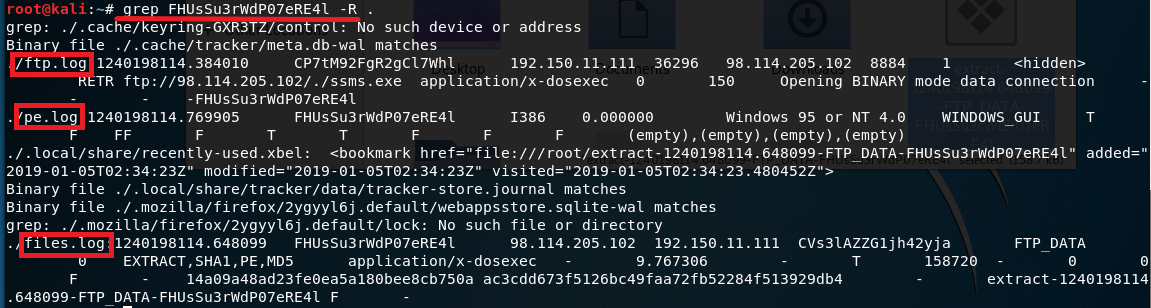 root@kali:~# grep FHUsSu3rWdP07eRE4l -R .
grep: ./.cache/keyring-GXR3TZ/control: No such device or address
Binary file ./.cache/tracker/meta.db-wal matches
./ftp.log 1240198114.384010 CP7tM92FgR2gCl7Whl 192.150.11.111 36296 98.114.205.102 8884 1 <hidden>
RETR ftp://98.114.205.102/./ssms.exe application/x-dosexec 0 150 Opening BINARY mode data connection -
- - -FHUsSu3rWdP07eRE4l
./pe.log 1240198114.769905 FHUsSu3rWdP07eRE4l I386 0.000000 Windows 95 or NT 4.0 WINDOWS_GUI T
F FF F T T F F F (empty),(empty),(empty),(empty)
./.local/share/recently-used.xbel: <bookmark href="file:///root/extract-1240198114.648099-FTP_DATA-FHUsSu3rWdP07eRE4l" added="
2019-01-05T02:34:23Z" modified="2019-01-05T02:34:23Z" visited="2019-01-05T02:34:23.480452Z">
Binary file ./.local/share/tracker/data/tracker-store.journal matches
Binary file ./.mozilla/firefox/2ygyyl6j.default/webappsstore.sqlite-wal matches
grep: ./.mozilla/firefox/2ygyyl6j.default/lock: No such file or directory
./files.log:1240198114.648099 FHUsSu3rWdP07eRE4l 98.114.205.102 192.150.11.111 CVs3lAZZG1jh42yja FTP_DATA
0 EXTRACT,SHA1,PE,MD5 application/x-dosexec - 9.767306 - T 158720 - 0 0
F - 14a09a48ad23fe0ea5a180bee8cb750a ac3cdd673f5126bc49faa72fb52284f513929db4 - extract-1240198114
.648099-FTP_DATA-FHUsSu3rWdP07eRE4l F -
Desktop
Documents
Downloads